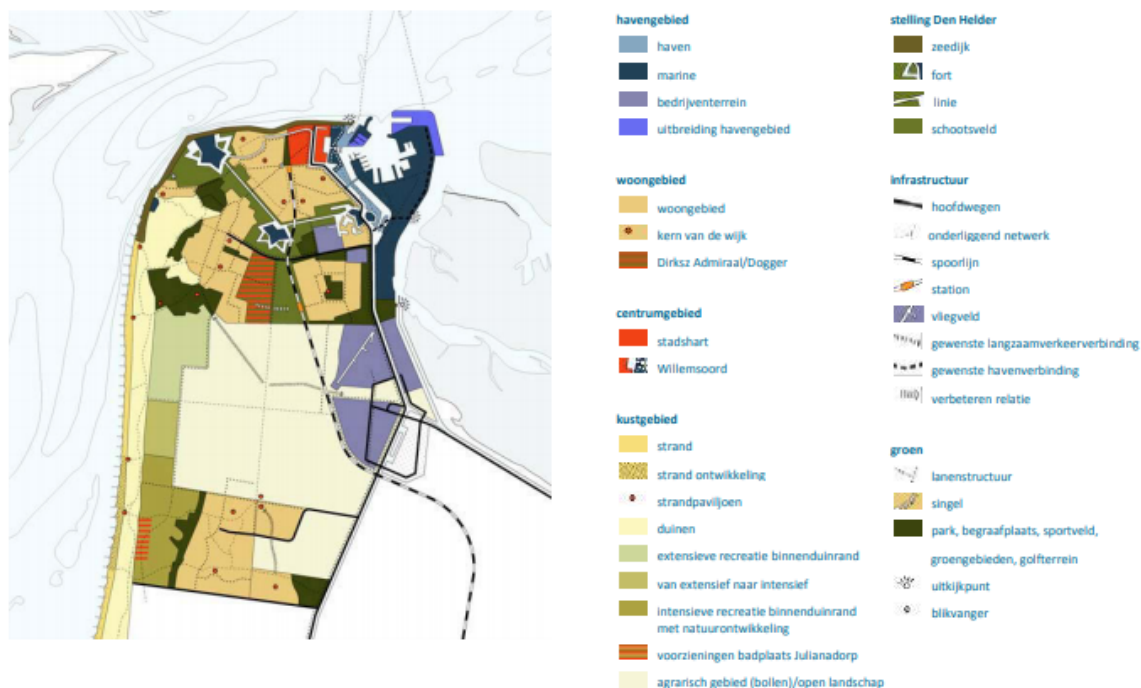 havengebied
haven
marine
bedrijventerrein
uitbreiding havengebied
woongebied
woongebied
kern van de wijk
Dirksz Admiraal/Dogger
centrumgebied
stadshart
Willemsoord
kustgebied
strand
strand ontwikkeling
strandpaviljoen
duinen
extensieve recreatie binnenduinrand
van extensief naar intensief
intensieve recreatie binnenduinrand
met natuurontwikkeling
voorzieningen badplaats Julianadorp
agrarisch gebied (bollen)/open landschap
stelling Den Helder
zeedijk
fort
linie
schootsveld
infrastructuur
hoofdwegen
onderliggend netwerk
spoorlijn
station
vliegveld
gewenste langzaamverkeerverbinding
gewenste havenverbinding
verbeteren relatie
groen
lanenstructuur
singel
park, begraafplaats, sportveld,
groengebieden, golfterrein
uitkijkpunt
blikvanger